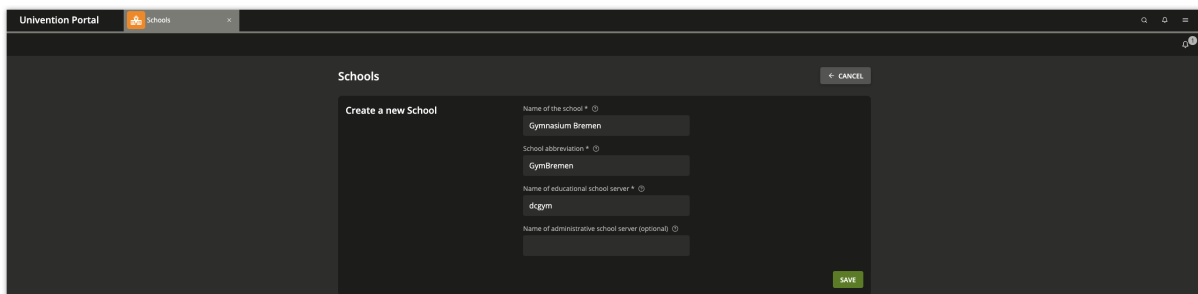 Univention Portal
Schools ×
1
Schools
← CANCEL
Create a new School
Name of the school *
Gymnasium Bremen
School abbreviation *
GymBremen
Name of educational school server *
dcgym
Name of administrative school server (optional)
SAVE